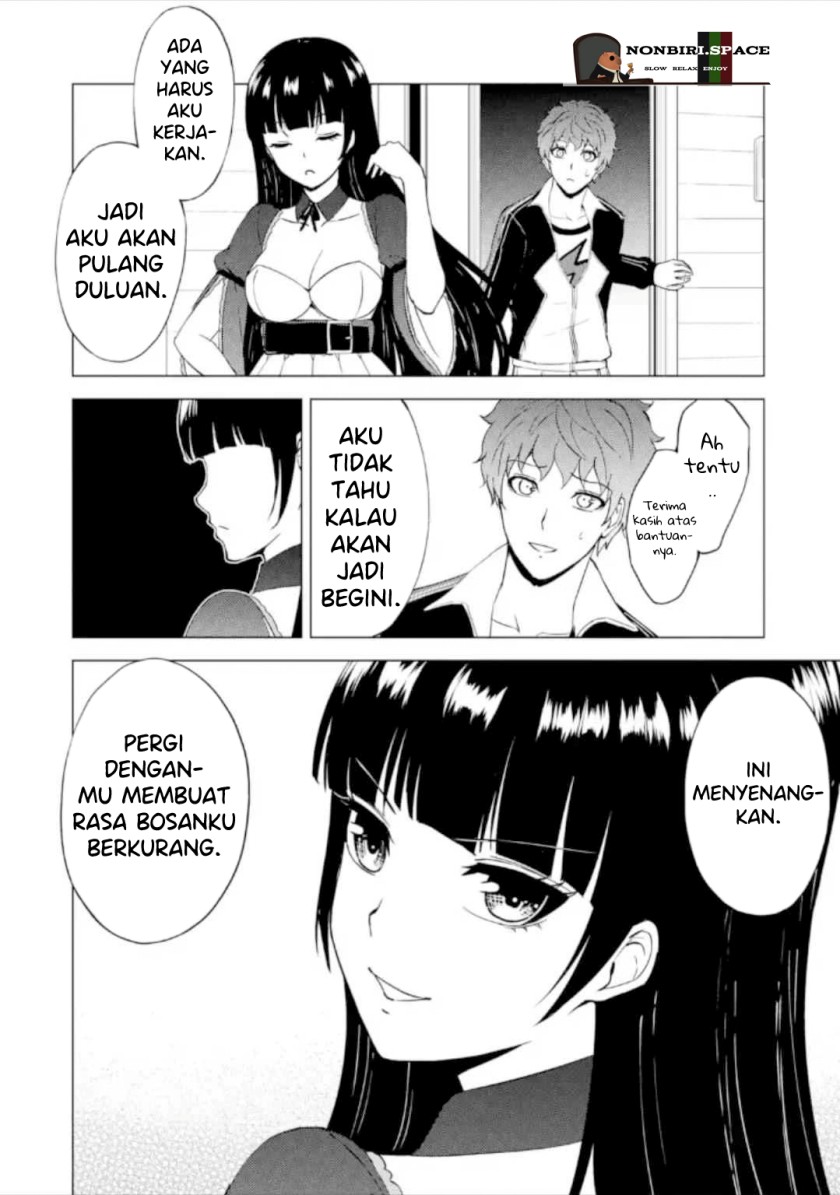 NONBIRI.SPACE
SLOW RELAX ENJOY
ADA
YANG
HARUS
AKU
KERJA-
KAN.
JADI
AKU AKAN
PULANG
DULUAN.
Ah
tentu
..
Terima
kasih atas
bantuan-
nya.
AKU
TIDAK
TAHU
KALAU
AKAN
JADI
BEGINI.
INI
MENYENANG-
KAN.
PERGI
DENGAN-
MU MEMBUAT
RASA BOSANKU
BERKURANG.